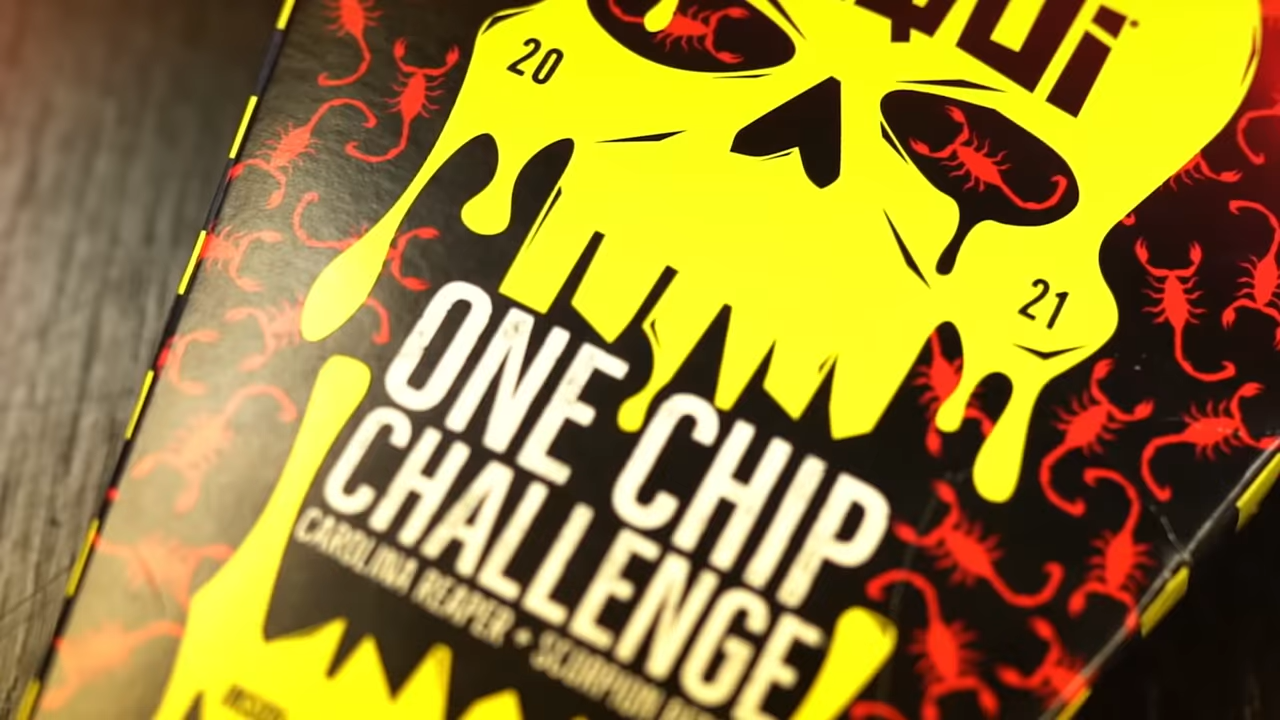 qui
20
21
ONE CHIP
CHALLENGE
CAROLINA REAPER • SCORPION